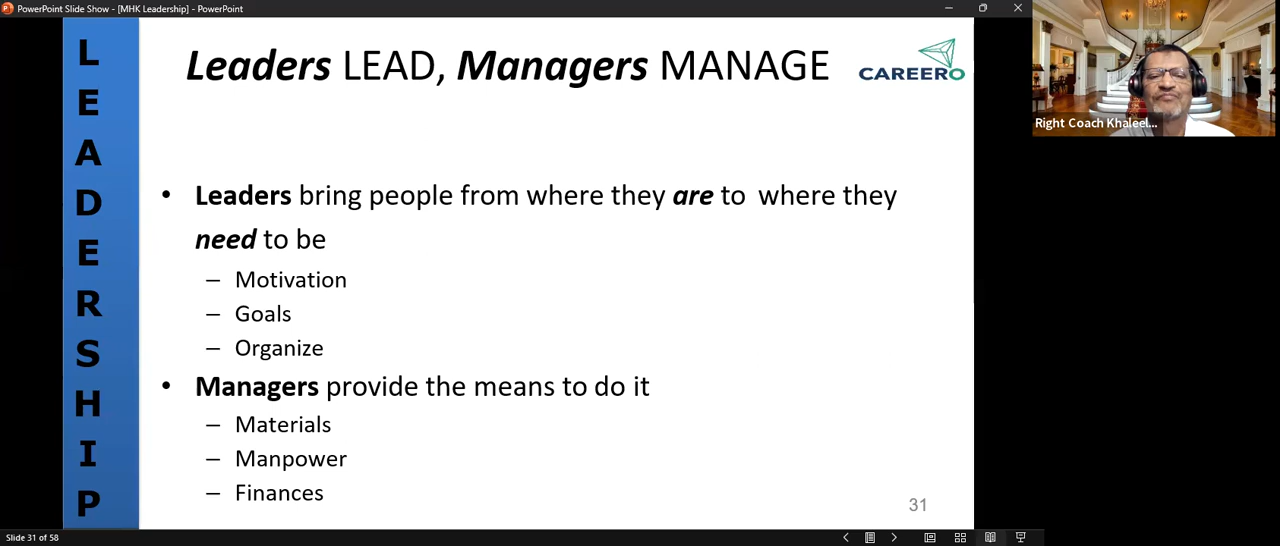 PowerPoint Slide Show - [MHK Leadership] - PowerPoint
LEADERSHIP
Leaders LEAD, Managers MANAGE
CAREERO
Right Coach Khaleel...
• Leaders bring people from where they are to where they
need to be
– Motivation
– Goals
– Organize
• Managers provide the means to do it
– Materials
– Manpower
– Finances
31
Slide 31 of 58